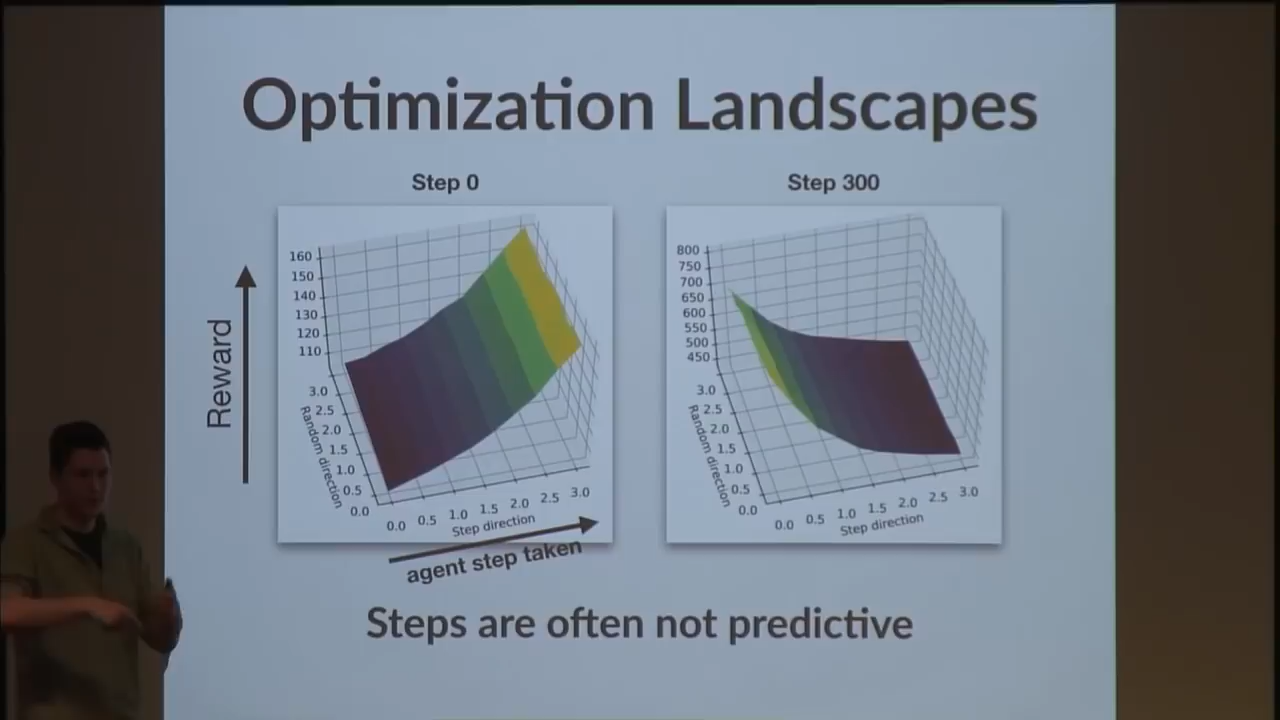 Optimization Landscapes
Step 0
Step 300
Reward
160
150
140
130
120
110
3.0
2.5
2.0
1.5
1.0
0.5
0.0
Random direction
0.0 0.5 1.0 1.5 2.0 2.5 3.0
Step direction
agent step taken
800
750
700
650
600
550
500
450
3.0
2.5
2.0
1.5
1.0
0.5
0.0
Random direction
0.0 0.5 1.0 1.5 2.0 2.5 3.0
Step direction
Steps are often not predictive